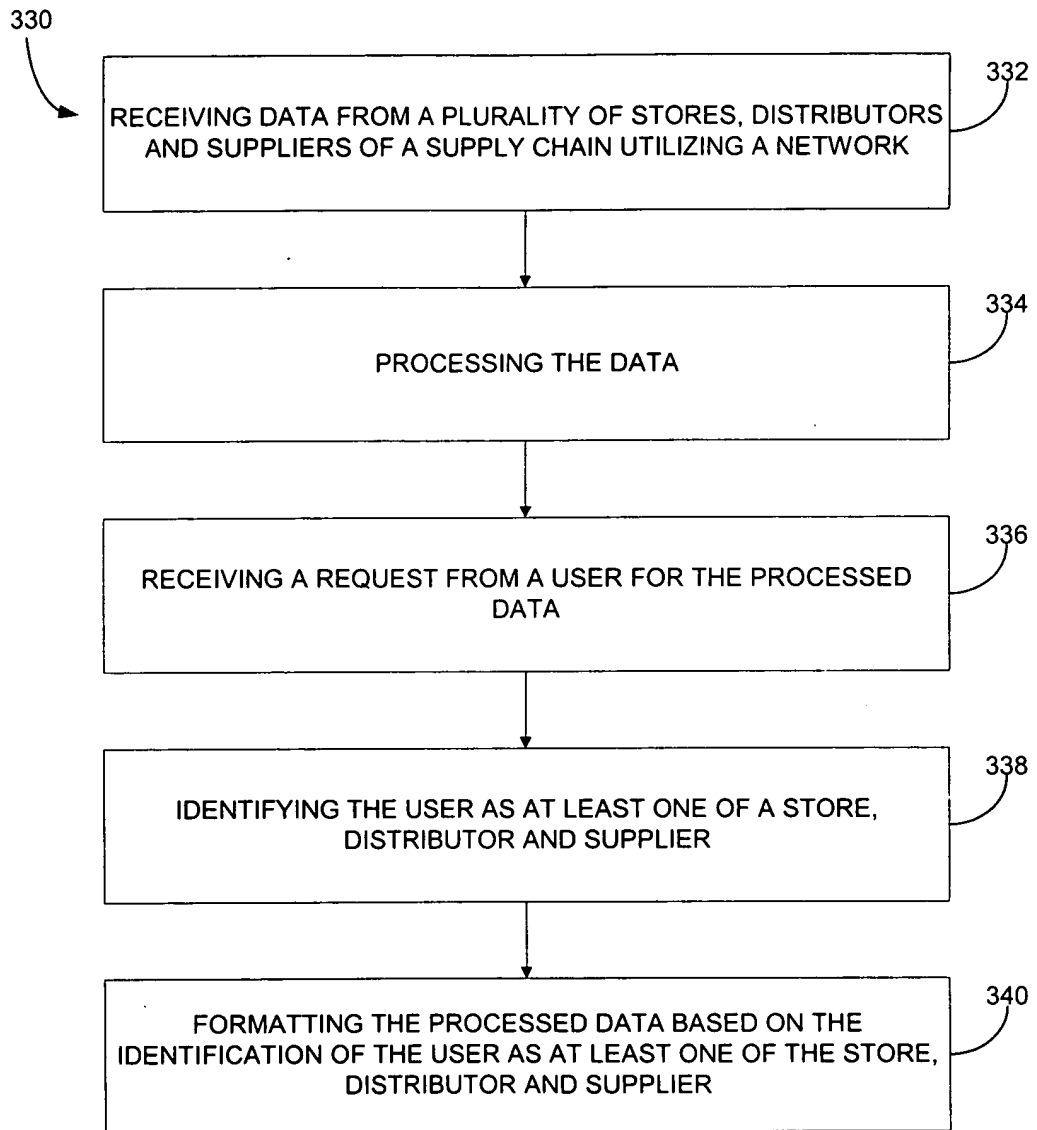 330
332
RECEIVING DATA FROM A PLURALITY OF STORES, DISTRIBUTORS
AND SUPPLIERS OF A SUPPLY CHAIN UTILIZING A NETWORK
334
PROCESSING THE DATA
336
RECEIVING A REQUEST FROM A USER FOR THE PROCESSED
DATA
338
IDENTIFYING THE USER AS AT LEAST ONE OF A STORE,
DISTRIBUTOR AND SUPPLIER
340
FORMATTING THE PROCESSED DATA BASED ON THE
IDENTIFICATION OF THE USER AS AT LEAST ONE OF THE STORE,
DISTRIBUTOR AND SUPPLIER